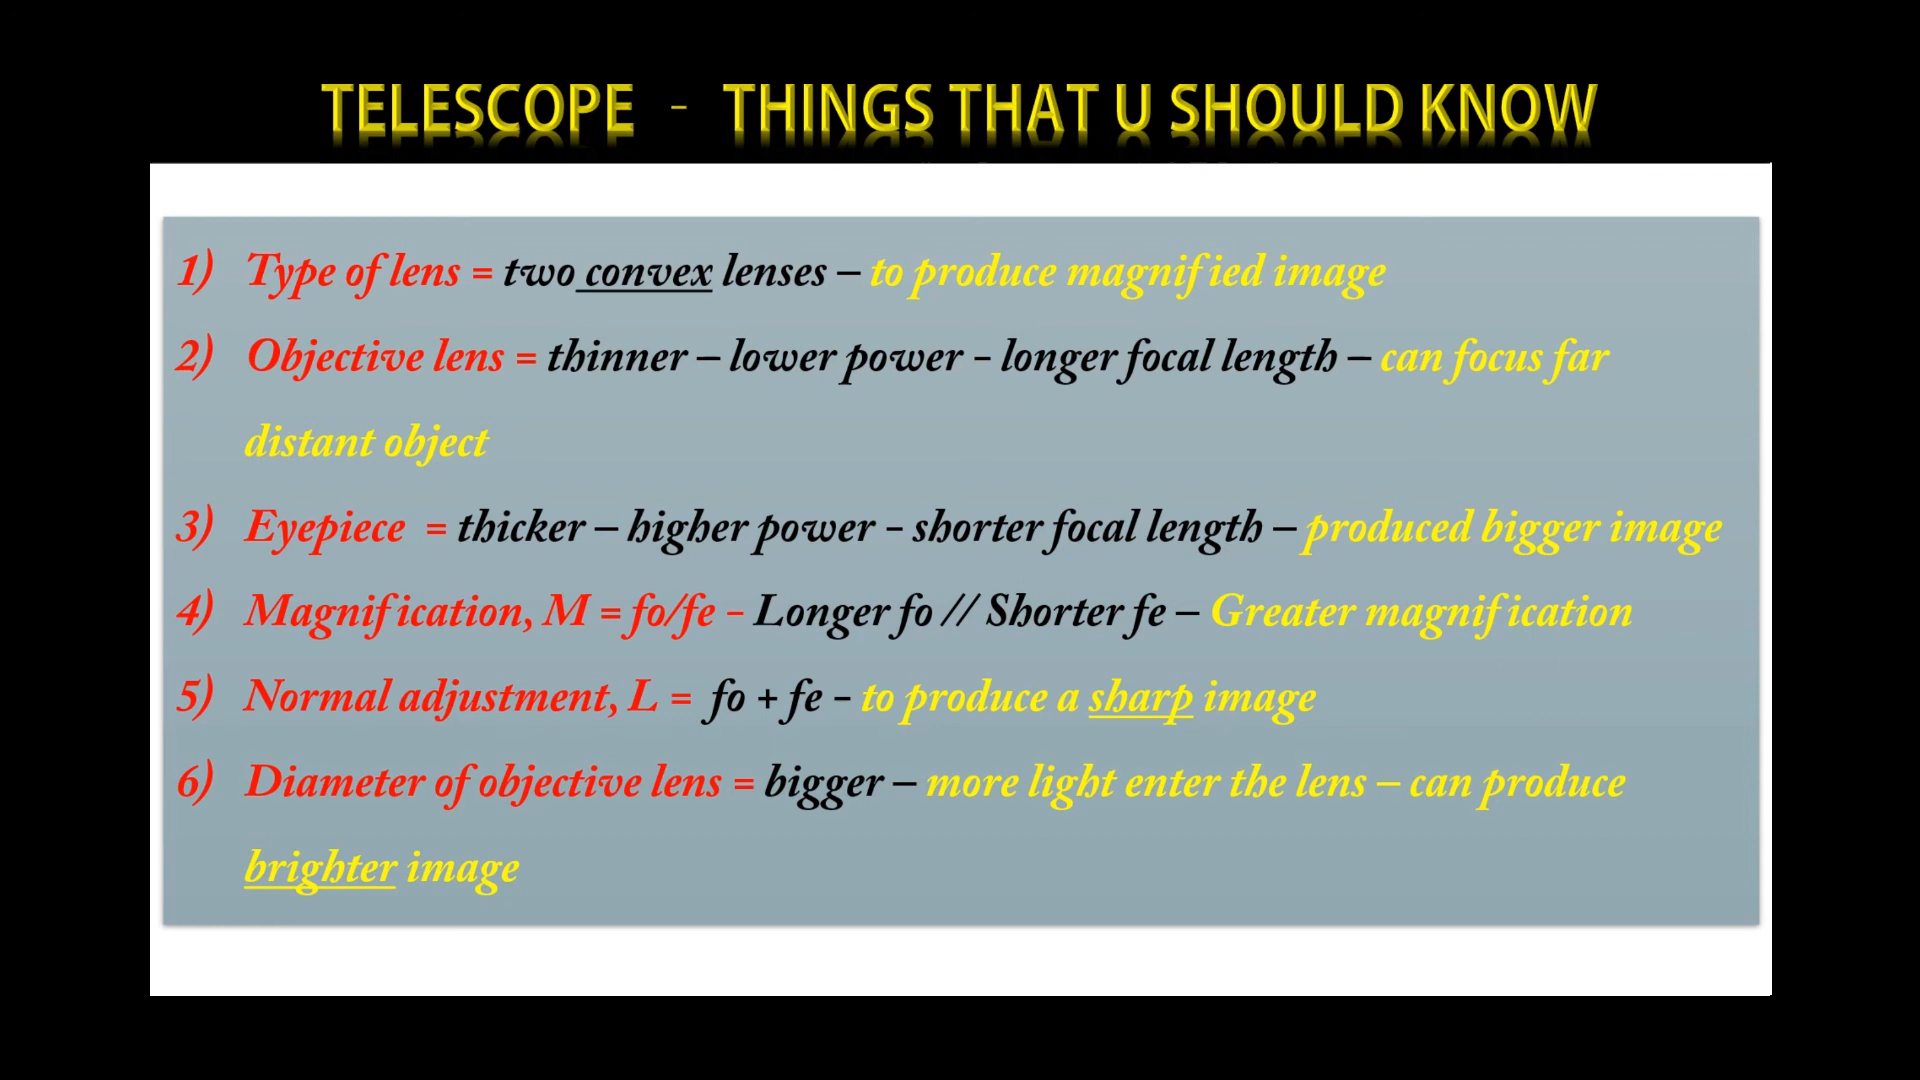 TELESCOPE - THINGS THAT U SHOULD KNOW
1) Type of lens = two convex lenses – to produce magnified image
2) Objective lens = thinner – lower power - longer focal length – can focus far
distant object
3) Eyepiece = thicker – higher power - shorter focal length – produced bigger image
4) Magnification, M = fo/fe - Longer fo // Shorter fe – Greater magnification
5) Normal adjustment, L = fo + fe - to produce a sharp image
6) Diameter of objective lens = bigger – more light enter the lens – can produce
brighter image